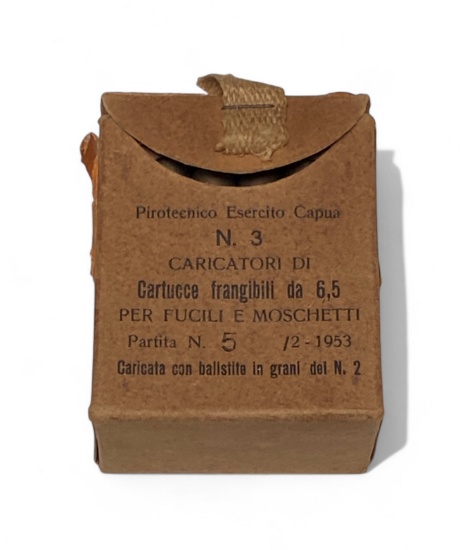 Pirotecnico Esercito Capua
N. 3
CARICATORI DI
Cartucce frangibili da 6,5
PER FUCILI E MOSCHETTI
Partita N. 5 /2-1953
Caricata con balistite in grani del N. 2